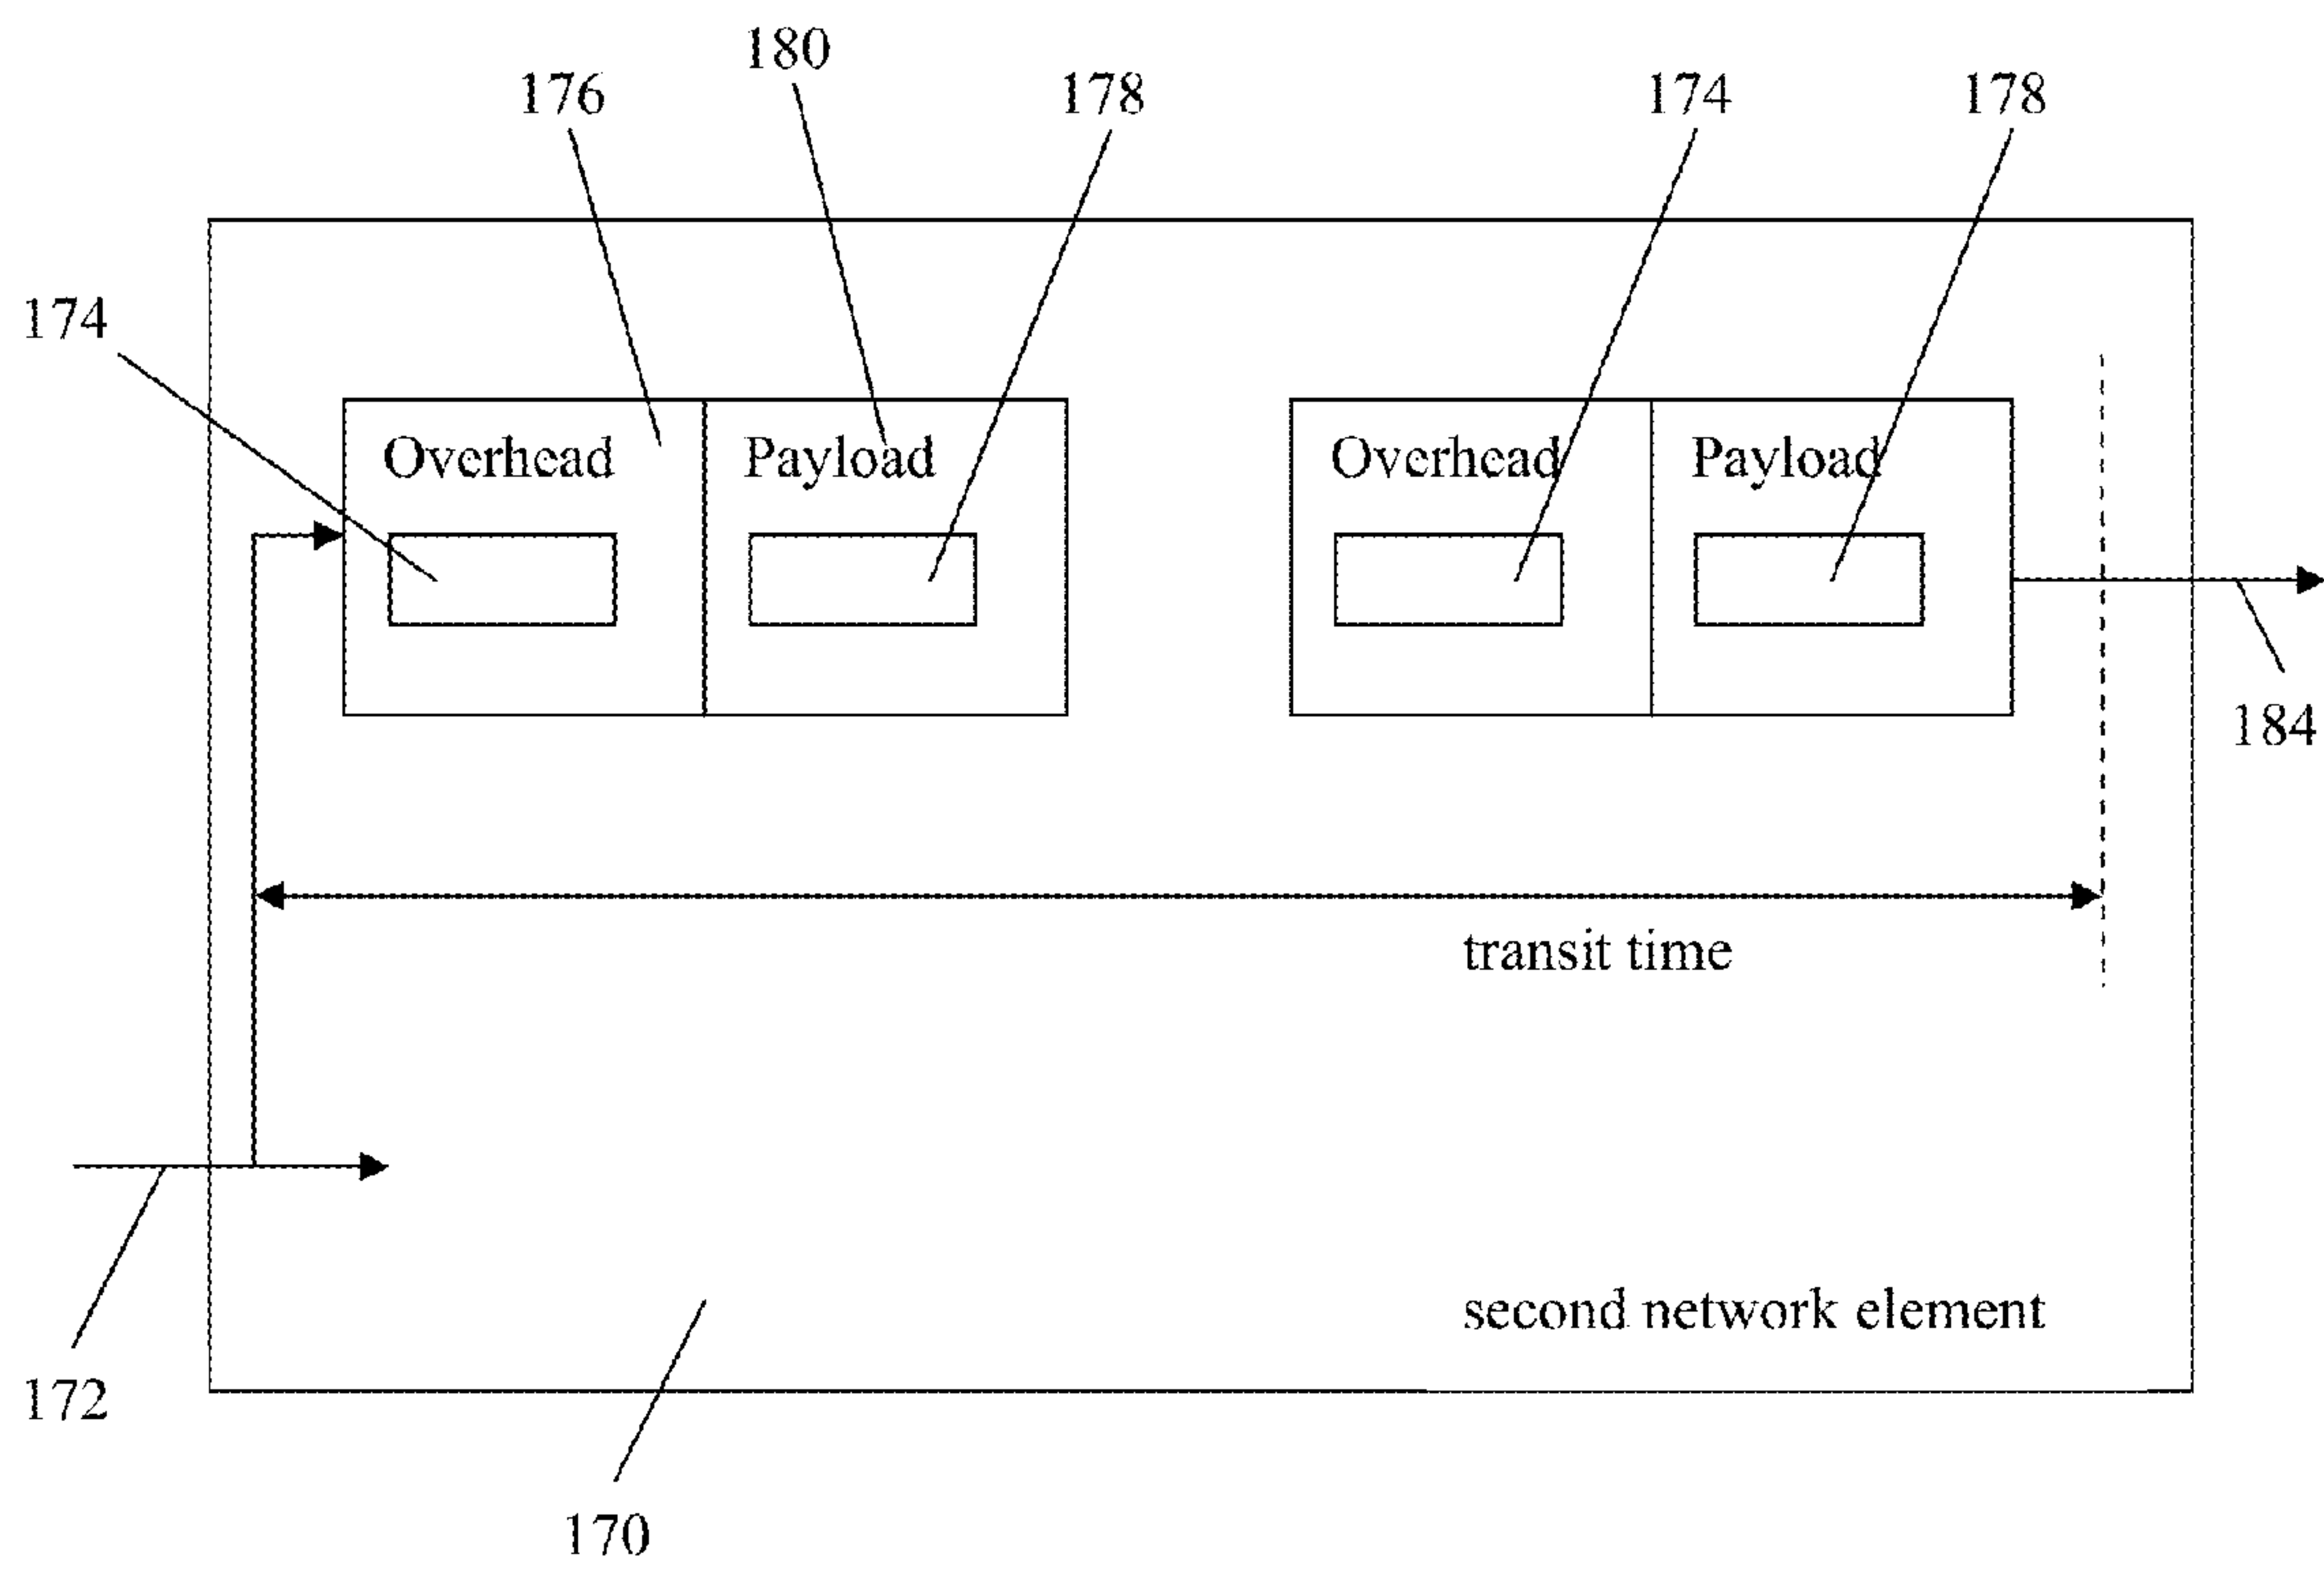 180
176
178
174
178
174
Overhead
Payload
Overhead
Payload
184
transit time
second network element
172
170